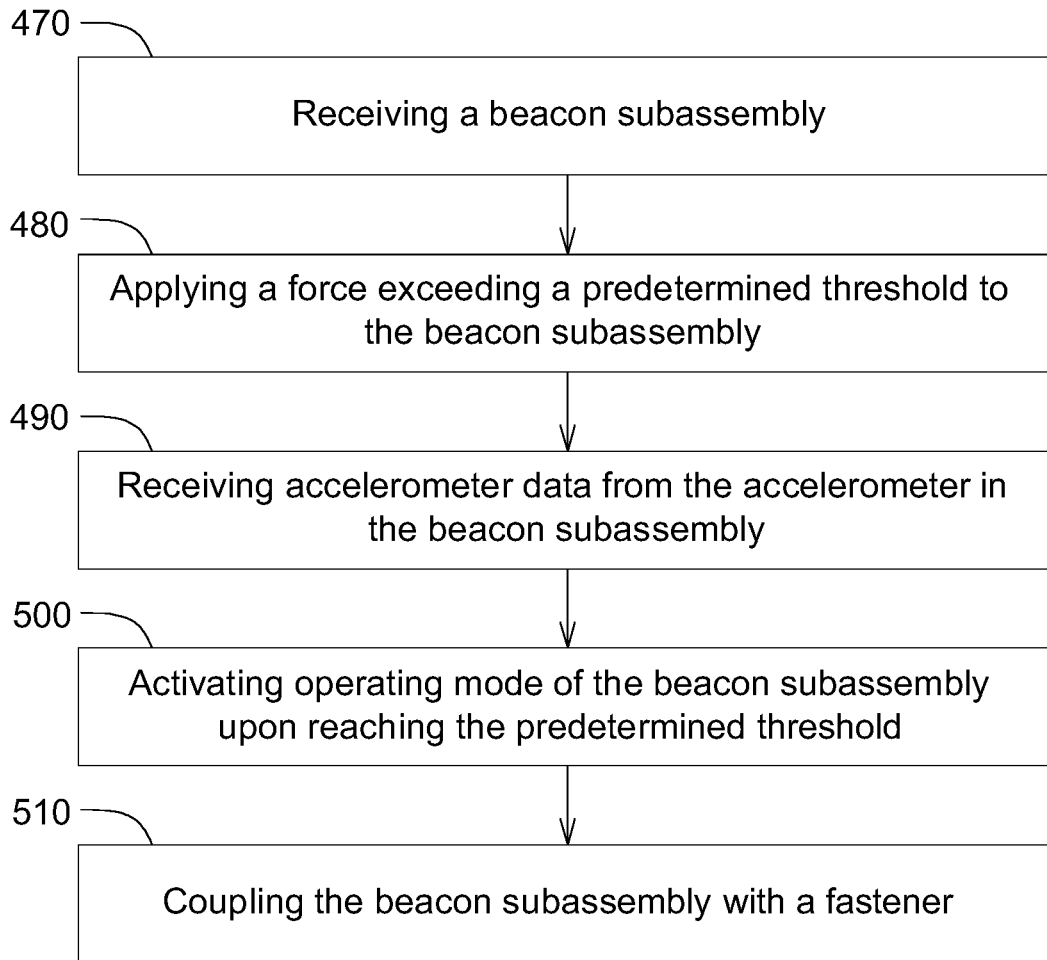 470
Receiving a beacon subassembly
480
Applying a force exceeding a predetermined threshold to
the beacon subassembly
490
Receiving accelerometer data from the accelerometer in
the beacon subassembly
500
Activating operating mode of the beacon subassembly
upon reaching the predetermined threshold
510
Coupling the beacon subassembly with a fastener